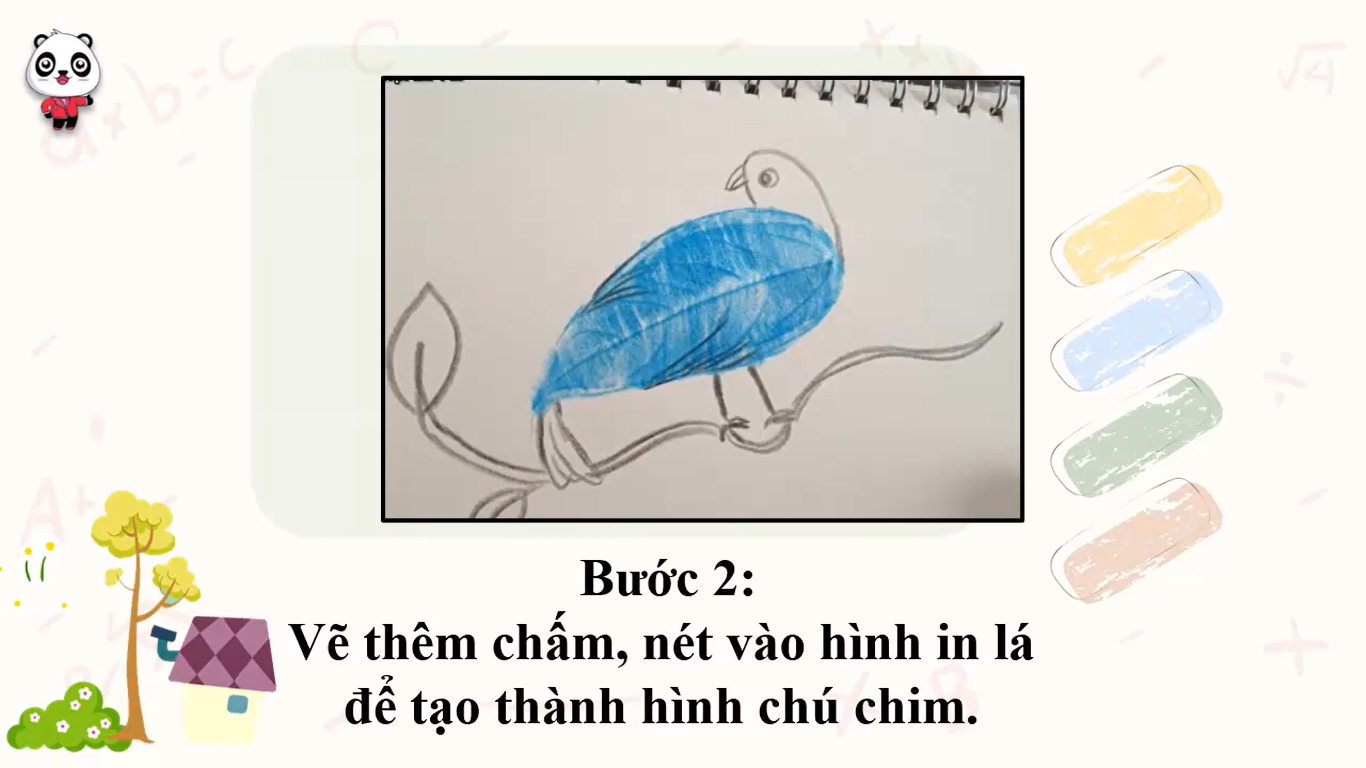 Bước 2:
Vẽ thêm chấm, nét vào hình in lá
để tạo thành hình chú chim.